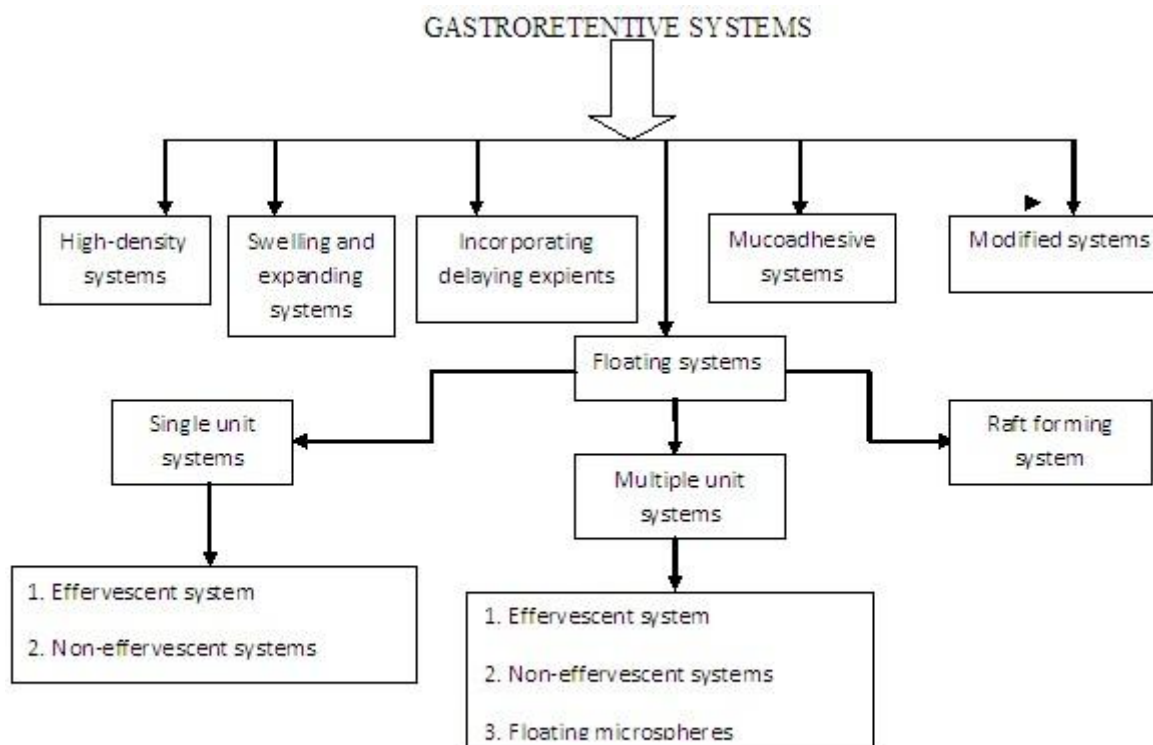 GASTRORETENTIVE SYSTEMS
High-density
systems
Swelling and
expanding
systems
Incorporating
delaying expients
Mucoadhesive
systems
Modified systems
Floating systems
Single unit
systems
Multiple unit
systems
Raft forming
system
1. Effervescent system
2. Non-effervescent systems
1. Effervescent system
2. Non-effervescent systems
3. Floating microspheres